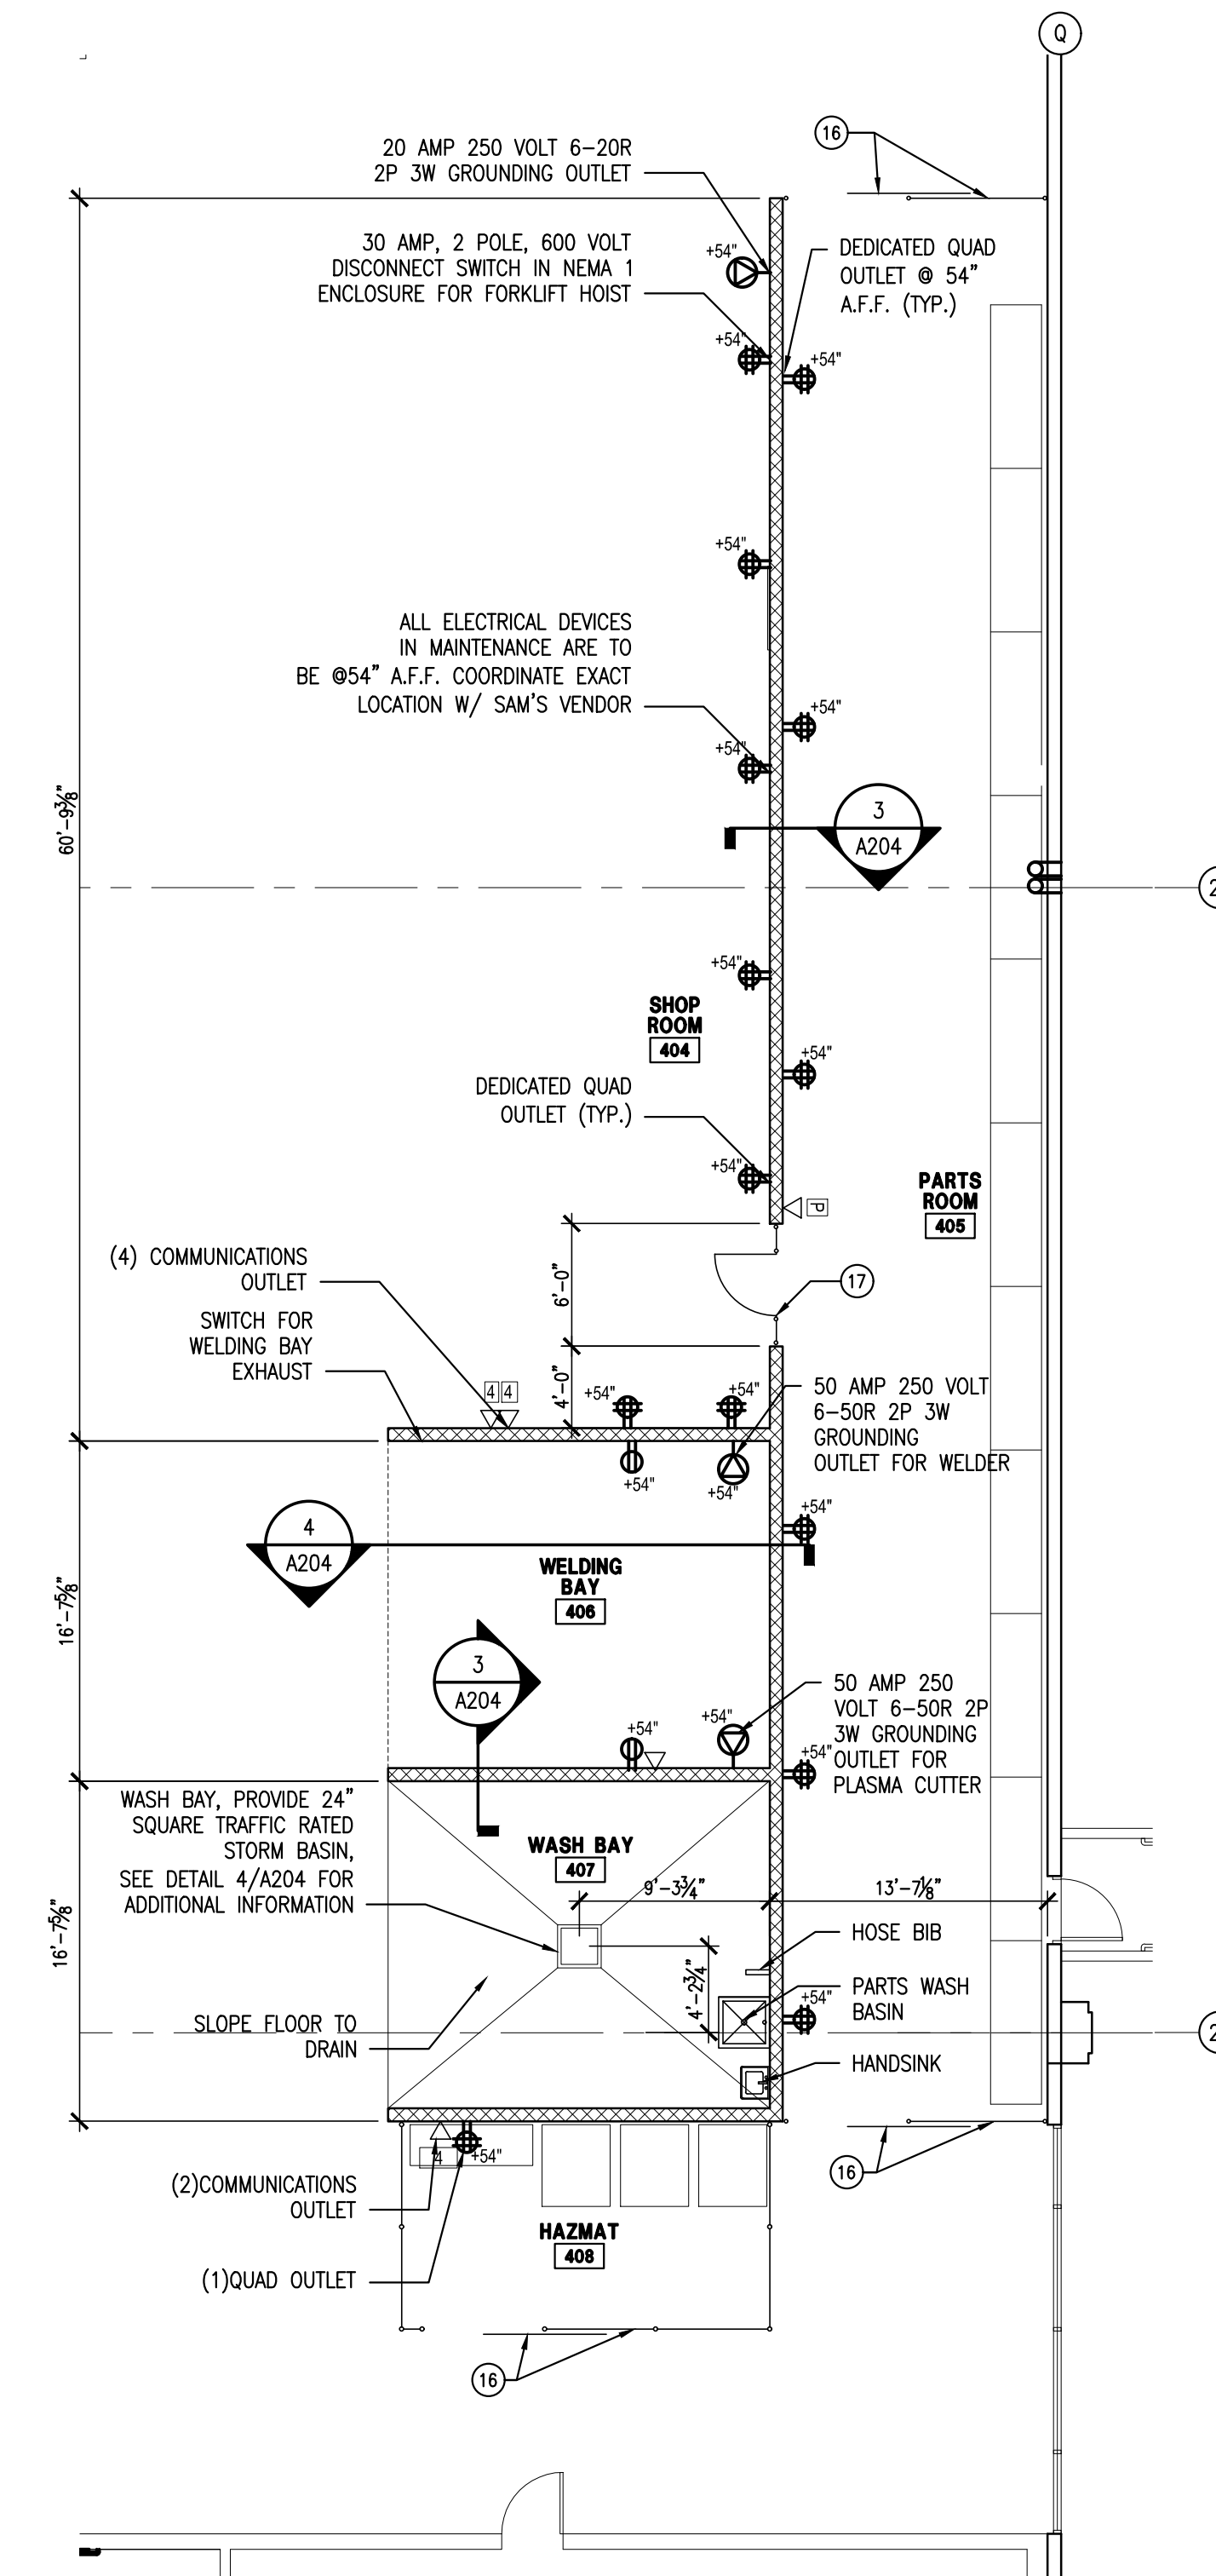 Q
16
20 AMP 250 VOLT 6-20R
2P 3W GROUNDING OUTLET
30 AMP, 2 POLE, 600 VOLT
DISCONNECT SWITCH IN NEMA 1
ENCLOSURE FOR FORKLIFT HOIST
+54"
DEDICATED QUAD
OUTLET @ 54"
A.F.F. (TYP.)
+54"
+54"
+54"
ALL ELECTRICAL DEVICES
IN MAINTENANCE ARE TO
BE @54" A.F.F. COORDINATE EXACT
LOCATION W/ SAM'S VENDOR
+54"
+54"
60'-9⅜"
3
A204
2
+54"
SHOP
ROOM
404
+54"
DEDICATED QUAD
OUTLET (TYP.)
+54"
PARTS
ROOM
405
P
(4) COMMUNICATIONS
OUTLET
6'-0"
17
SWITCH FOR
WELDING BAY
EXHAUST
4'-0"
4 4
+54"
+54"
50 AMP 250 VOLT
6-50R 2P 3W
GROUNDING
OUTLET FOR WELDER
+54"
+54"
+54"
4
A204
WELDING
BAY
406
16'-7⅝"
3
A204
50 AMP 250
VOLT 6-50R 2P
3W GROUNDING
OUTLET FOR
PLASMA CUTTER
+54"
+54"
+54"
WASH BAY, PROVIDE 24"
SQUARE TRAFFIC RATED
STORM BASIN,
SEE DETAIL 4/A204 FOR
ADDITIONAL INFORMATION
WASH BAY
407
9'-3¾"
13'-7⅛"
16'-7⅝"
HOSE BIB
4'-2¾"
PARTS WASH
BASIN
+54"
SLOPE FLOOR TO
DRAIN
2
HANDSINK
4
+54"
16
(2)COMMUNICATIONS
OUTLET
HAZMAT
408
(1)QUAD OUTLET
16